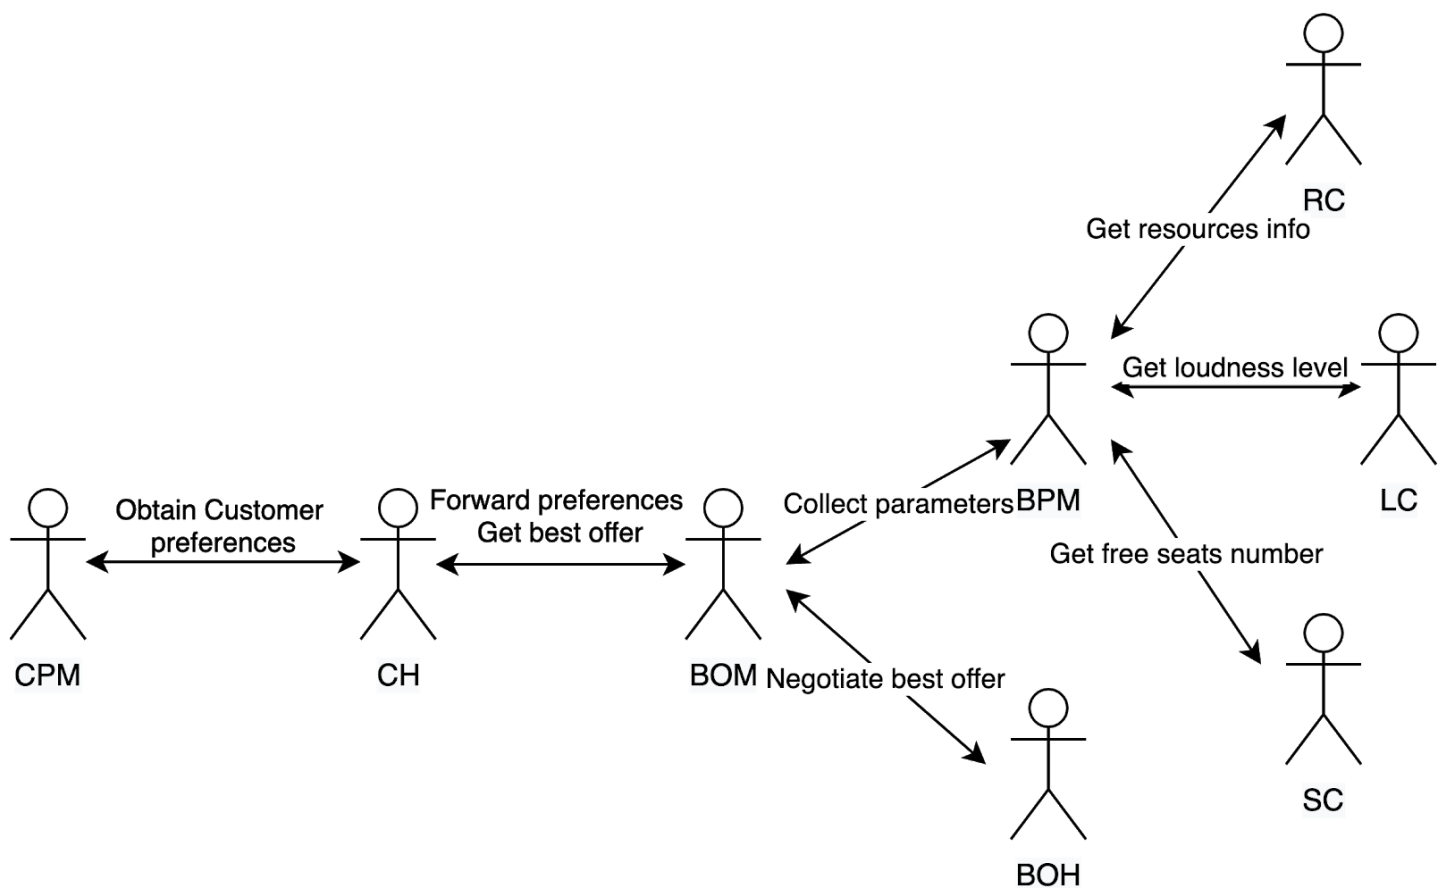 RC
Get resources info
Get loudness level
BPM
LC
Obtain Customer
preferences
Forward preferences
Get best offer
Collect parameters
Get free seats number
CPM
CH
BOM
Negotiate best offer
SC
BOH